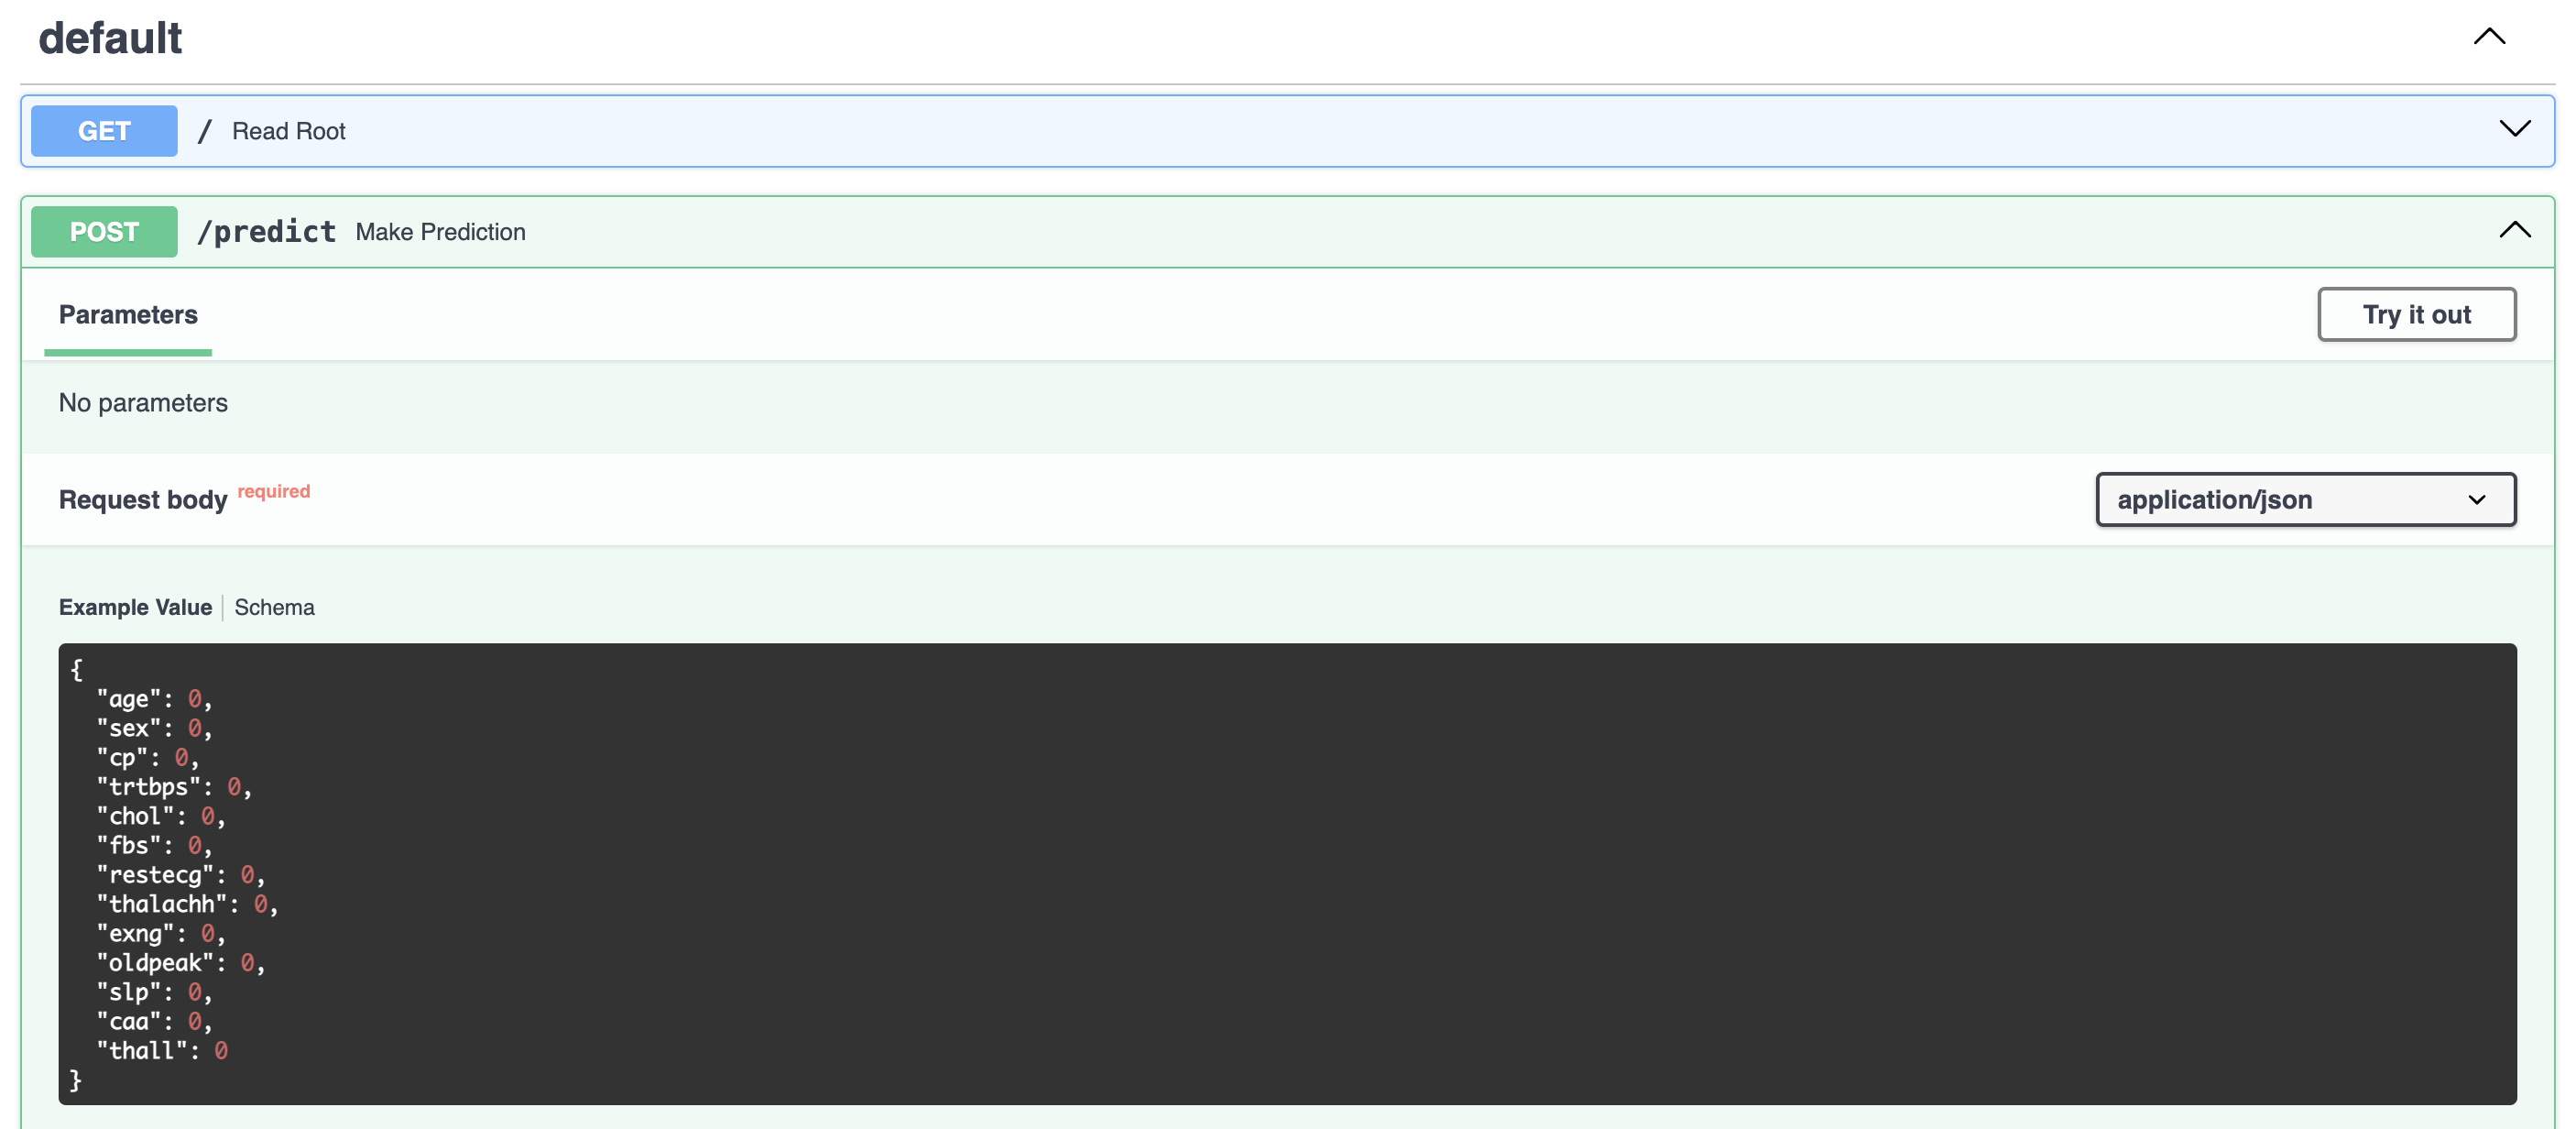 default
GET / Read Root
POST /predict Make Prediction
Parameters
Try it out
No parameters
Request body required
application/json
Example Value Schema
{
  "age": 0,
  "sex": 0,
  "cp": 0,
  "trtbps": 0,
  "chol": 0,
  "fbs": 0,
  "restecg": 0,
  "thalachh": 0,
  "exng": 0,
  "oldpeak": 0,
  "slp": 0,
  "caa": 0,
  "thall": 0
}